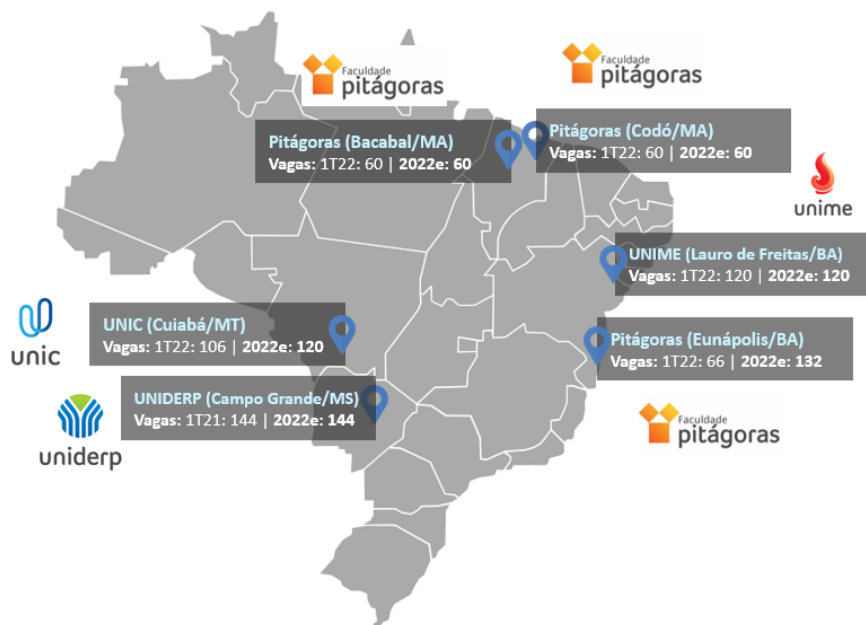 Faculdade
pitágoras
Faculdade
pitágoras
Pitágoras (Bacabal/MA)
Vagas: 1T22: 60 | 2022e: 60
Pitágoras (Codó/MA)
Vagas: 1T22: 60 | 2022e: 60
unime
UNIME (Lauro de Freitas/BA)
Vagas: 1T22: 120 | 2022e: 120
unic
UNIC (Cuiabá/MT)
Vagas: 1T22: 106 | 2022e: 120
Pitágoras (Eunápolis/BA)
Vagas: 1T22: 66 | 2022e: 132
uniderp
UNIDERP (Campo Grande/MS)
Vagas: 1T21: 144 | 2022e: 144
Faculdade
pitágoras